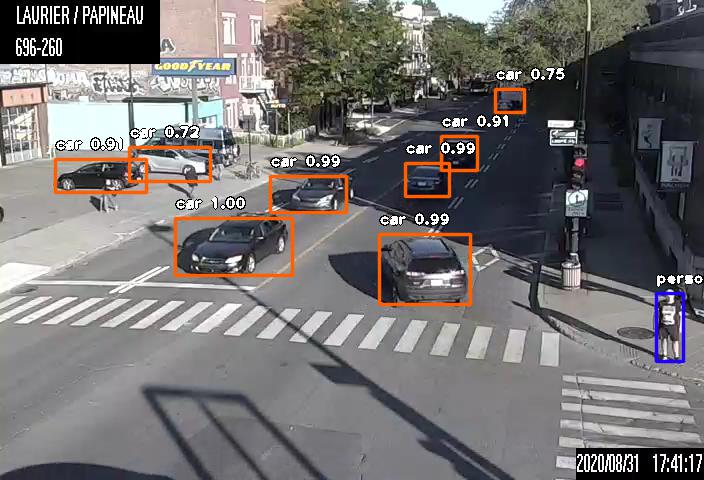 LAURIER / PAPINEAU
696-260
GOODYEAR
car 0.75
car 0.91
car 0.99
car 0.91
car 0.72
car 0.99
car 1.00
car 0.99
perso
2020/08/31 17:41:17